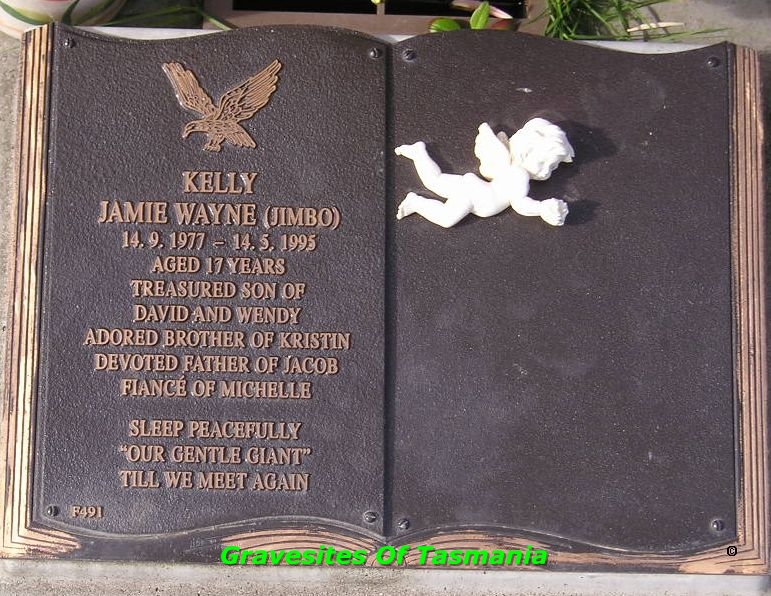 KELLY
JAMIE WAYNE (JIMBO)
14. 9. 1977 – 14. 5. 1995
AGED 17 YEARS
TREASURED SON OF
DAVID AND WENDY
ADORED BROTHER OF KRISTIN
DEVOTED FATHER OF JACOB
FIANCÉ OF MICHELLE
SLEEP PEACEFULLY
“OUR GENTLE GIANT”
TILL WE MEET AGAIN
F491
©
Gravesites Of Tasmania